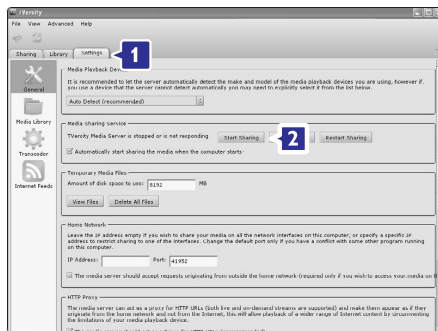 TVersity
File View Advanced Help
Sharing Library Settings 1
General
Media Library
Transcoder
Internet Feeds
Media Playback Device
It is recommended to let the server automatically detect the make and model of the media playback devices you are using, however if
you use a device that the server cannot detect automatically you may need to explicitly select it from the list below.
Auto Detect (recommended)
Media Sharing Service
TVersity Media Server is stopped or is not responding Start Sharing 2 Restart Sharing
Automatically start sharing the media when the computer starts
Temporary Media Files
Amount of disk space to use: 8192 MB
View Files Delete All Files
Home Network
Leave the IP address empty if you wish to share your media on all the network interfaces on this computer, or specify a specific IP
address to restrict sharing to one of the interfaces. Change the default port only if you have a conflict with some other program running
on this computer.
IP Address: Port: 41952
The media server should accept requests originating from outside the home network (required only if you wish to access your media on
HTTP Proxy
The media server can act as a proxy for HTTP URLs (both live and on-demand streams are supported) and make them appear as if they
originate from the home network and not from the Internet, this will allow playback of a wider range of Internet content by circumventing
the limitations of your media playback device.